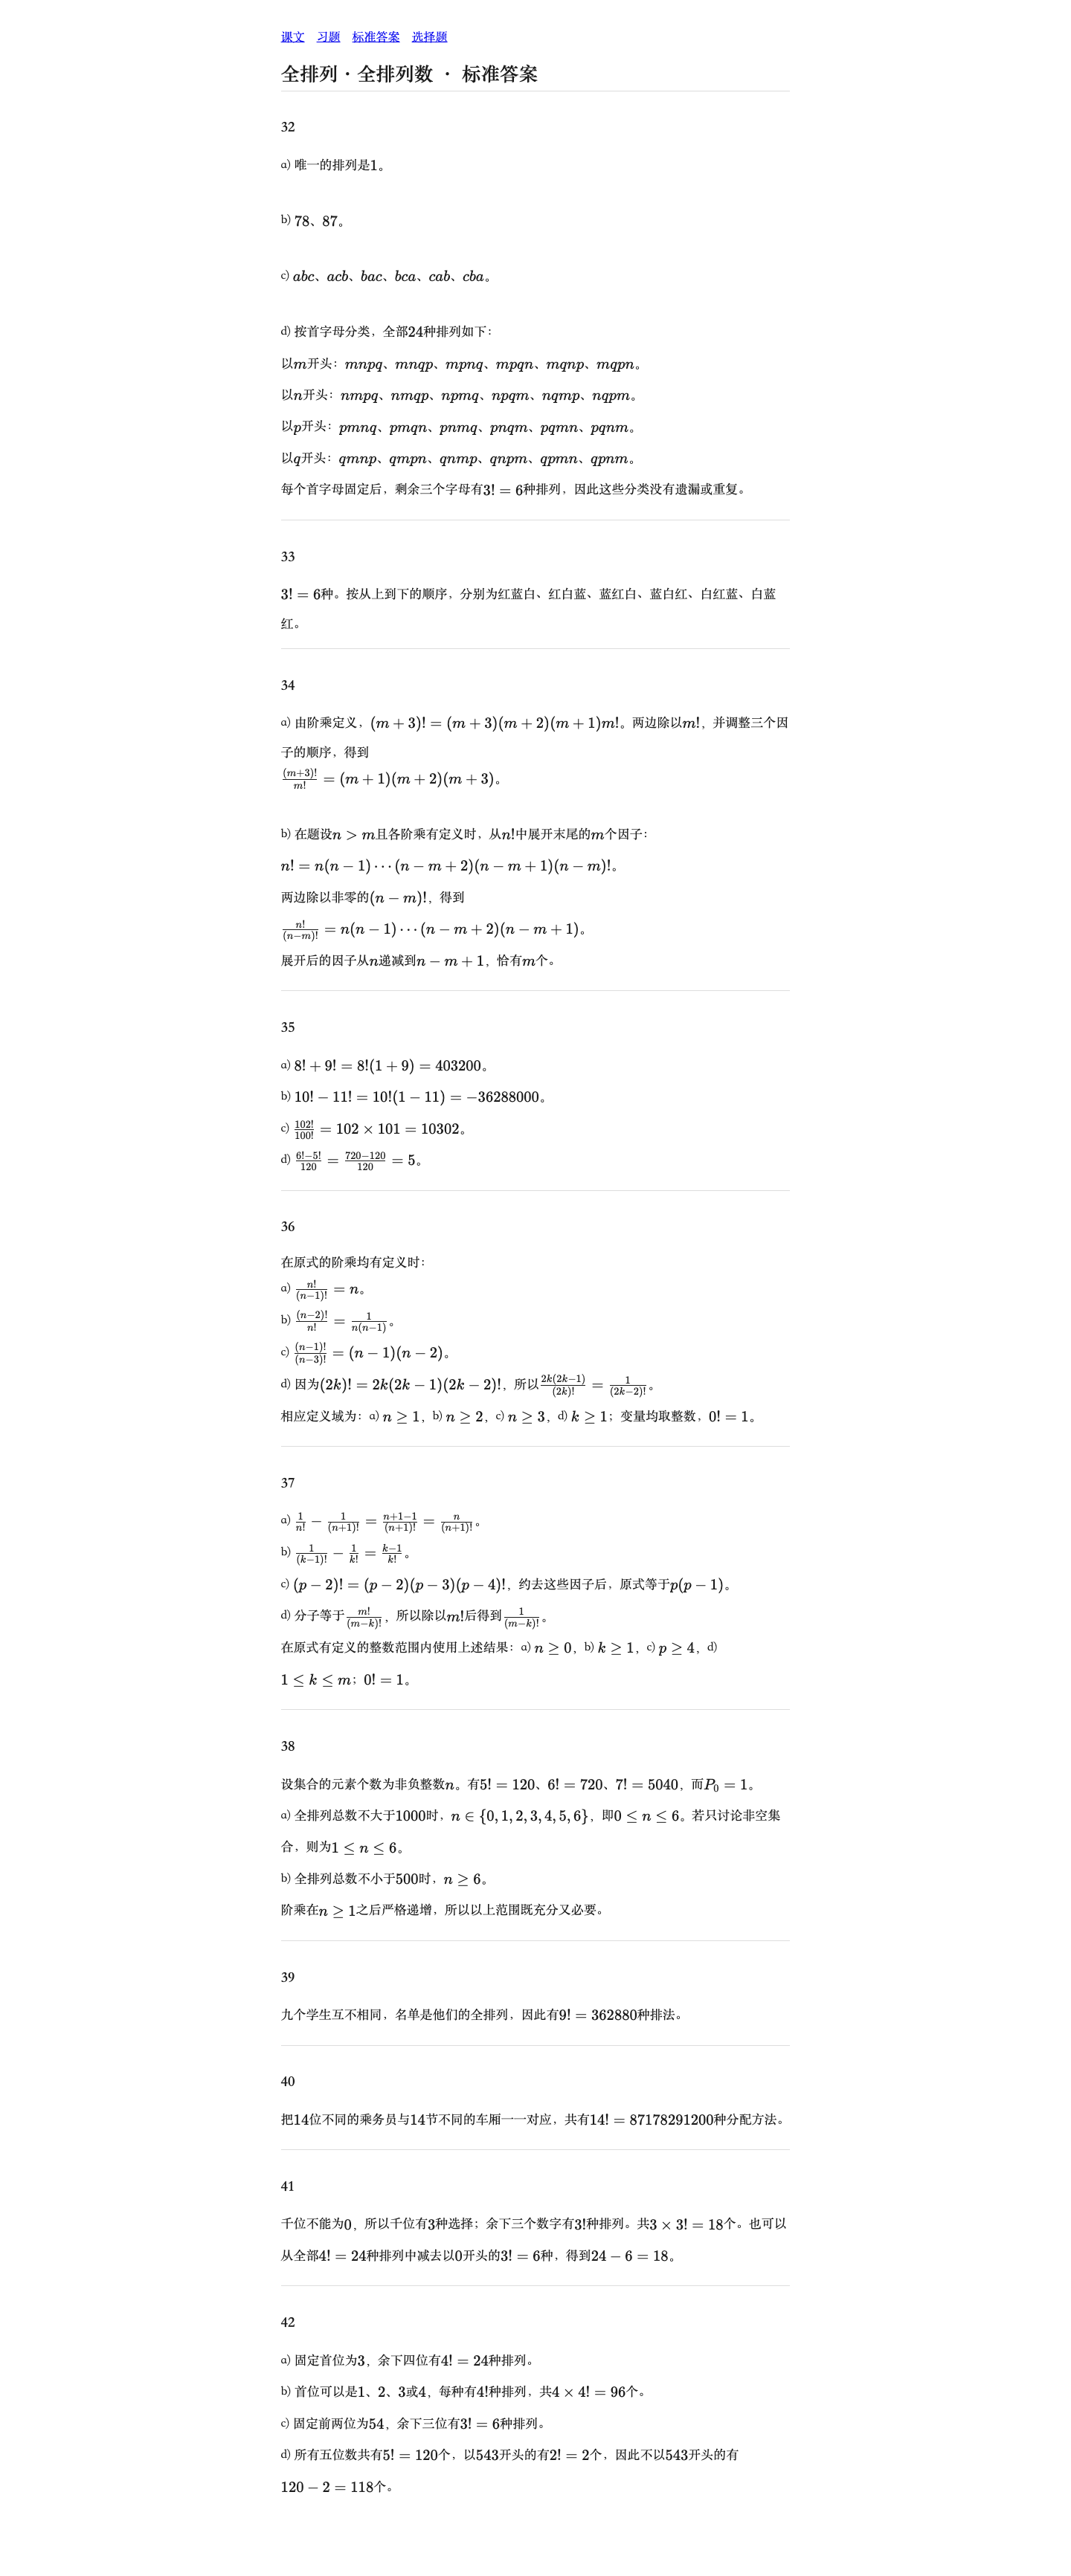 课文 习题 标准答案 选择题
全排列 · 全排列数 · 标准答案
32
a) 唯一的排列是1。
b) 78、87。
c) abc、acb、bac、bca、cab、cba。
d) 按首字母分类，全部24种排列如下：
以m开头：mnpq、mnqp、mpnq、mpqn、mqnp、mqpn。
以n开头：nmpq、nmqp、npmq、npqm、nqmp、nqpm。
以p开头：pmnq、pmqn、pnmq、pnqm、pqmn、pqnm。
以q开头：qmnp、qmpn、qnmp、qnpm、qpmn、qpnm。
每个首字母固定后，剩余三个字母有3! = 6种排列，因此这些分类没有遗漏或重复。
33
3! = 6种。按从上到下的顺序，分别为红蓝白、红白蓝、蓝红白、蓝白红、白红蓝、白蓝
红。
34
a) 由阶乘定义，(m + 3)! = (m + 3)(m + 2)(m + 1)m!。两边除以m!，并调整三个因
子的顺序，得到
\frac{(m+3)!}{m!} = (m + 1)(m + 2)(m + 3)。
b) 在题设n > m且各阶乘有定义时，从n!中展开末尾的m个因子：
n! = n(n − 1) ⋯ (n − m + 2)(n − m + 1)(n − m)!。
两边除以非零的(n − m)!，得到
\frac{n!}{(n−m)!} = n(n − 1) ⋯ (n − m + 2)(n − m + 1)。
展开后的因子从n递减到n − m + 1，恰有m个。
35
a) 8! + 9! = 8!(1 + 9) = 403200。
b) 10! − 11! = 10!(1 − 11) = −36288000。
c) \frac{102!}{100!} = 102 × 101 = 10302。
d) \frac{6!−5!}{120} = \frac{720−120}{120} = 5。
36
在原式的阶乘均有定义时：
a) \frac{n!}{(n−1)!} = n。
b) \frac{(n−2)!}{n!} = \frac{1}{n(n−1)}。
c) \frac{(n−1)!}{(n−3)!} = (n − 1)(n − 2)。
d) 因为(2k)! = 2k(2k − 1)(2k − 2)!，所以\frac{2k(2k−1)}{(2k)!} = \frac{1}{(2k−2)!}。
相应定义域为：a) n ≥ 1，b) n ≥ 2，c) n ≥ 3，d) k ≥ 1；变量均取整数，0! = 1。
37
a) \frac{1}{n!} − \frac{1}{(n+1)!} = \frac{n+1−1}{(n+1)!} = \frac{n}{(n+1)!}。
b) \frac{1}{(k−1)!} − \frac{1}{k!} = \frac{k−1}{k!}。
c) (p − 2)! = (p − 2)(p − 3)(p − 4)!，约去这些因子后，原式等于p(p − 1)。
d) 分子等于\frac{m!}{(m−k)!}，所以除以m!后得到\frac{1}{(m−k)!}。
在原式有定义的整数范围内使用上述结果：a) n ≥ 0，b) k ≥ 1，c) p ≥ 4，d)
1 ≤ k ≤ m；0! = 1。
38
设集合的元素个数为非负整数n。有5! = 120、6! = 720、7! = 5040，而P₀ = 1。
a) 全排列总数不大于1000时，n ∈ {0, 1, 2, 3, 4, 5, 6}，即0 ≤ n ≤ 6。若只讨论非空集
合，则为1 ≤ n ≤ 6。
b) 全排列总数不小于500时，n ≥ 6。
阶乘在n ≥ 1之后严格递增，所以以上范围既充分又必要。
39
九个学生互不相同，名单是他们的全排列，因此有9! = 362880种排法。
40
把14位不同的乘务员与14节不同的车厢一一对应，共有14! = 87178291200种分配方法。
41
千位不能为0，所以千位有3种选择；余下三个数字有3!种排列。共3 × 3! = 18个。也可以
从全部4! = 24种排列中减去以0开头的3! = 6种，得到24 − 6 = 18。
42
a) 固定首位为3，余下四位有4! = 24种排列。
b) 首位可以是1、2、3或4，每种有4!种排列，共4 × 4! = 96个。
c) 固定前两位为54，余下三位有3! = 6种排列。
d) 所有五位数共有5! = 120个，以543开头的有2! = 2个，因此不以543开头的有
120 − 2 = 118个。